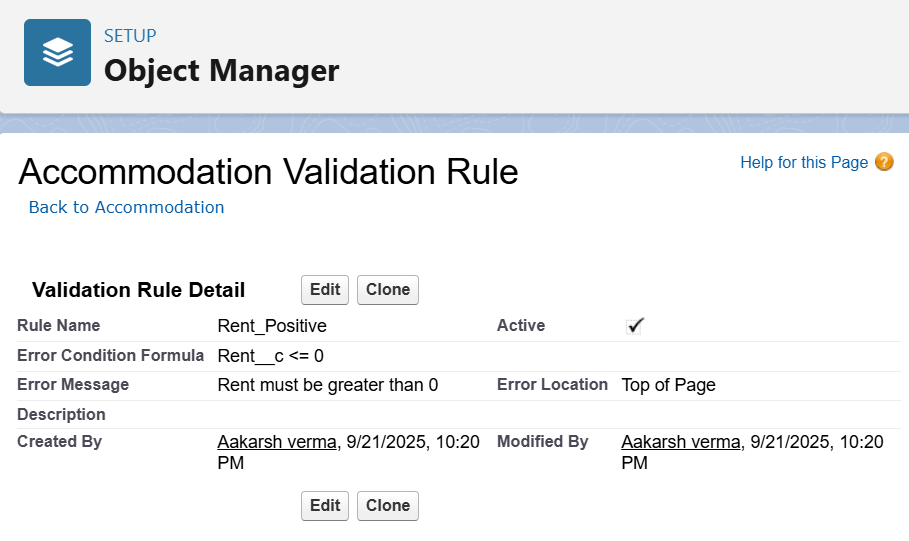 SETUP
Object Manager
Accommodation Validation Rule
Help for this Page ?
Back to Accommodation
Validation Rule Detail Edit Clone
Rule Name Rent_Positive Active
Error Condition Formula Rent__c <= 0
Error Message Rent must be greater than 0 Error Location Top of Page
Description
Created By Aakarsh verma, 9/21/2025, 10:20 PM Modified By Aakarsh verma, 9/21/2025, 10:20 PM
Edit Clone